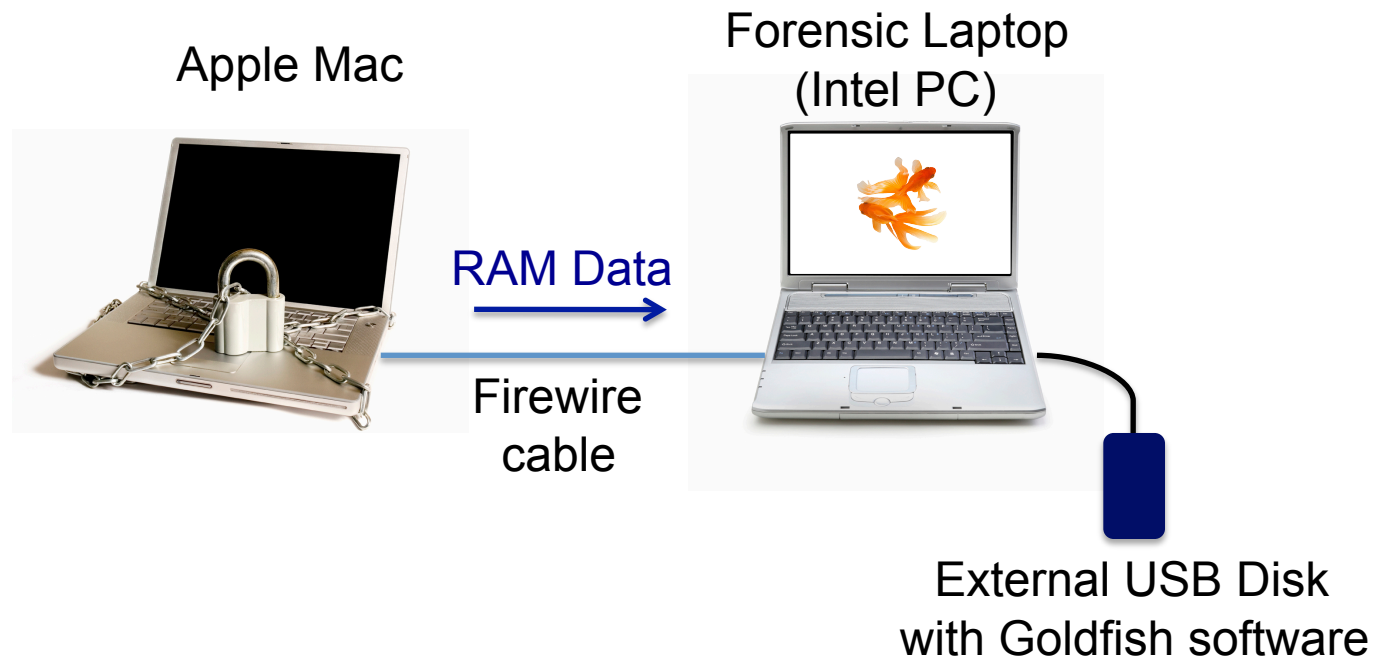 Apple Mac
Forensic Laptop
(Intel PC)
RAM Data
Firewire
cable
External USB Disk
with Goldfish software